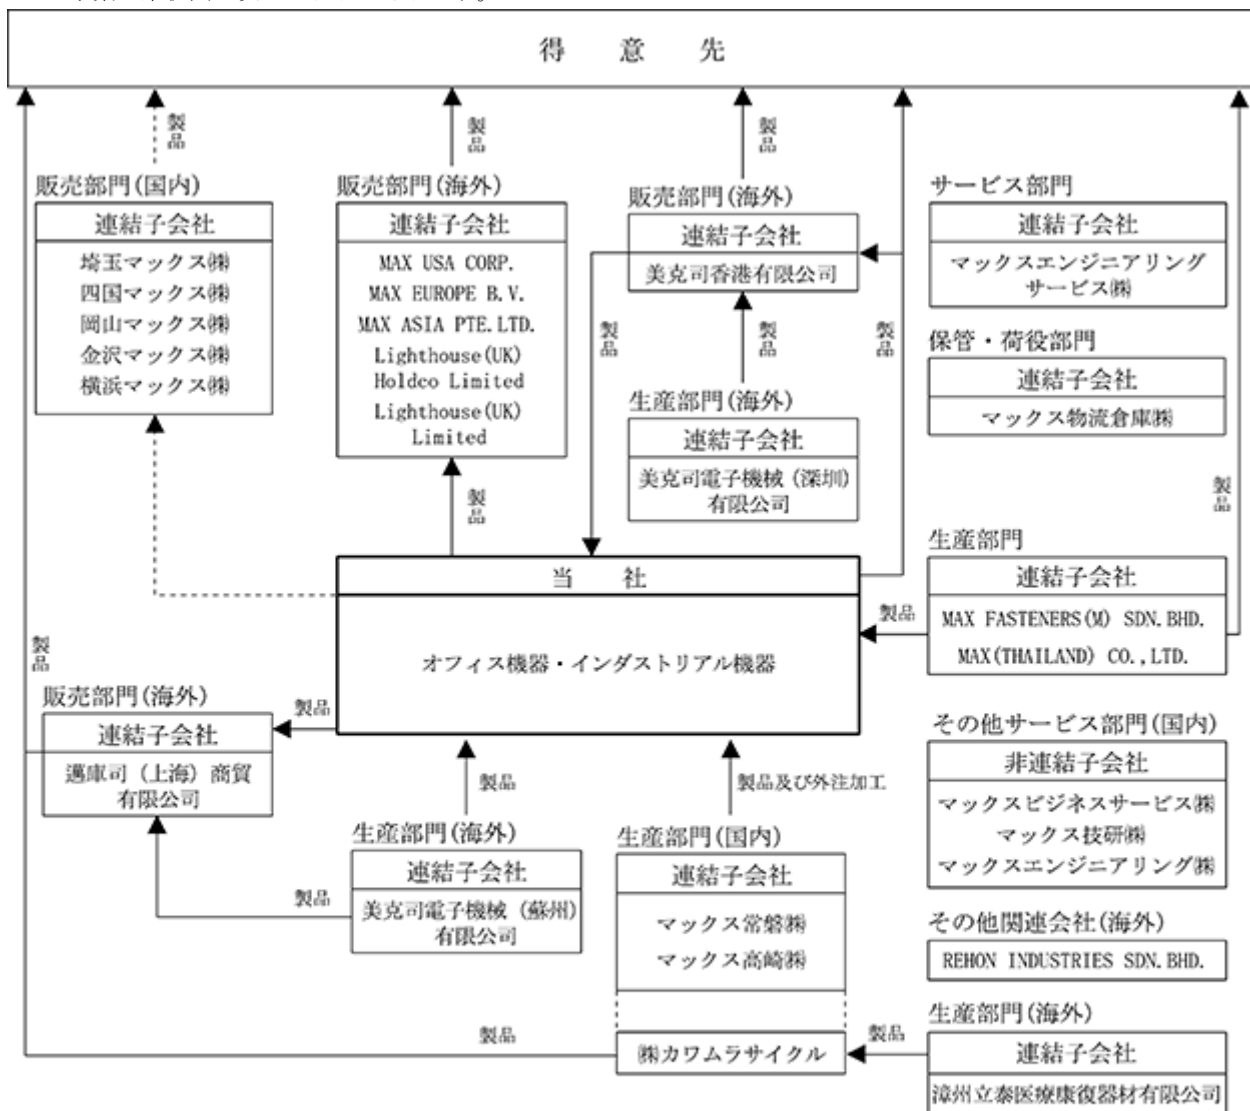 得意先
製品
製品
製品
販売部門(国内)
連結子会社
埼玉マックス㈱
四国マックス㈱
岡山マックス㈱
金沢マックス㈱
横浜マックス㈱
販売部門(海外)
連結子会社
MAX USA CORP.
MAX EUROPE B.V.
MAX ASIA PTE.LTD.
Lighthouse(UK)
Holdco Limited
Lighthouse(UK)
Limited
販売部門(海外)
連結子会社
美克司香港有限公司
サービス部門
連結子会社
マックスエンジニアリング
サービス㈱
製品
製品
製品
保管・荷役部門
連結子会社
マックス物流倉庫㈱
生産部門(海外)
連結子会社
美克司電子機械(深圳)
有限公司
製品
製品
当社
オフィス機器・インダストリアル機器
製品
生産部門
連結子会社
MAX FASTENERS(M) SDN.BHD.
MAX(THAILAND) CO.,LTD.
製品
販売部門(海外)
連結子会社
邁庫司(上海)商貿
有限公司
製品
製品
製品及び外注加工
その他サービス部門(国内)
非連結子会社
マックスビジネスサービス㈱
マックス技研㈱
マックスエンジニアリング㈱
生産部門(海外)
連結子会社
美克司電子機械(蘇州)
有限公司
製品
生産部門(国内)
連結子会社
マックス常磐㈱
マックス高崎㈱
その他関連会社(海外)
REHON INDUSTRIES SDN.BHD.
製品
㈱カワムラサイクル
製品
生産部門(海外)
連結子会社
漳州立泰医療康復器材有限公司